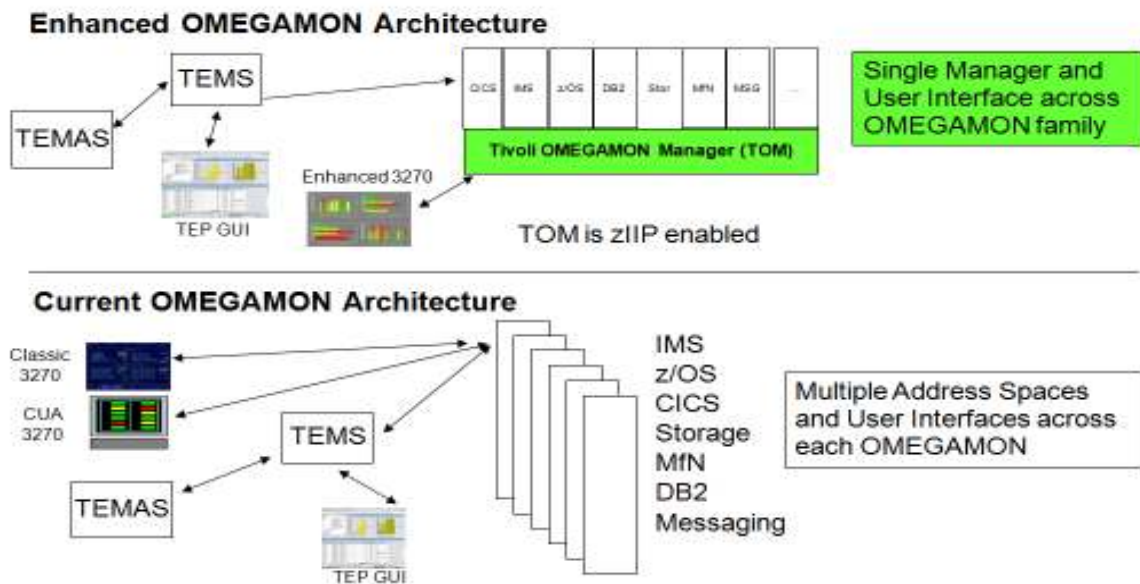 Enhanced OMEGAMON Architecture
TEMS
TEMAS
TEP GUI
Enhanced 3270
CICS IMS z/OS DB2 Stor MfN MSG ...
Tivoli OMEGAMON Manager (TOM)
TOM is zIIP enabled
Single Manager and
User Interface across
OMEGAMON family
Current OMEGAMON Architecture
Classic
3270
CUA
3270
TEMS
TEMAS
TEP GUI
IMS
z/OS
CICS
Storage
MfN
DB2
Messaging
Multiple Address Spaces
and User Interfaces across
each OMEGAMON